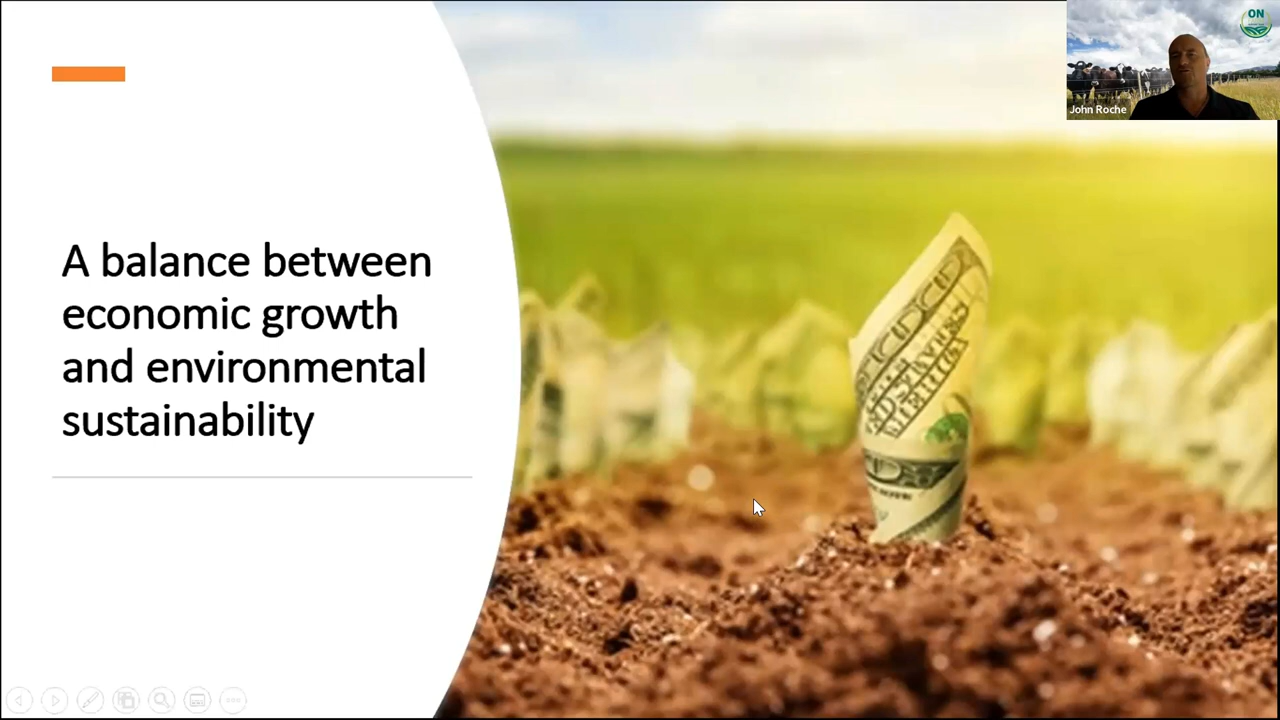 ON
John Roche
A balance between
economic growth
and environmental
sustainability